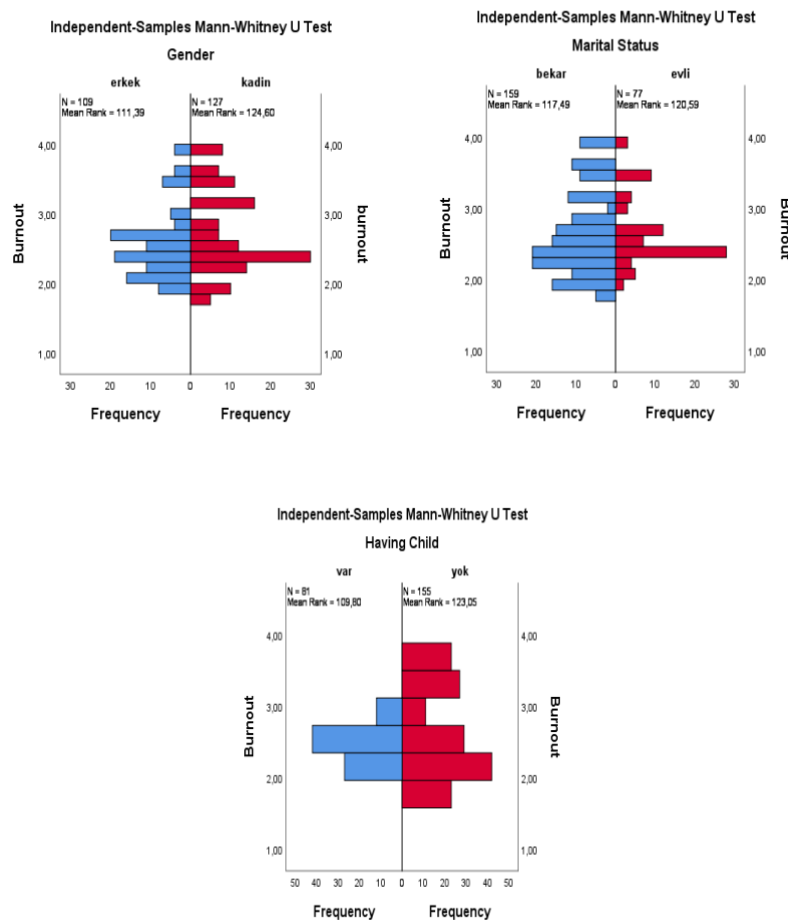 Independent-Samples Mann-Whitney U Test
Gender
erkek kadin
N = 109 N = 127
Mean Rank = 111,39 Mean Rank = 124,60
4,00 4,00
3,00 3,00
2,00 2,00
1,00 1,00
Burnout burnout
30 20 10 0 10 20 30
Frequency Frequency
Independent-Samples Mann-Whitney U Test
Marital Status
bekar evli
N = 159 N = 77
Mean Rank = 117,49 Mean Rank = 120,59
4,00 4,00
3,00 3,00
2,00 2,00
1,00 1,00
Burnout Burnout
30 20 10 0 10 20 30
Frequency Frequency
Independent-Samples Mann-Whitney U Test
Having Child
var yok
N = 81 N = 155
Mean Rank = 109,80 Mean Rank = 123,05
4,00 4,00
3,00 3,00
2,00 2,00
1,00 1,00
Burnout Burnout
50 40 30 20 10 0 10 20 30 40 50
Frequency Frequency